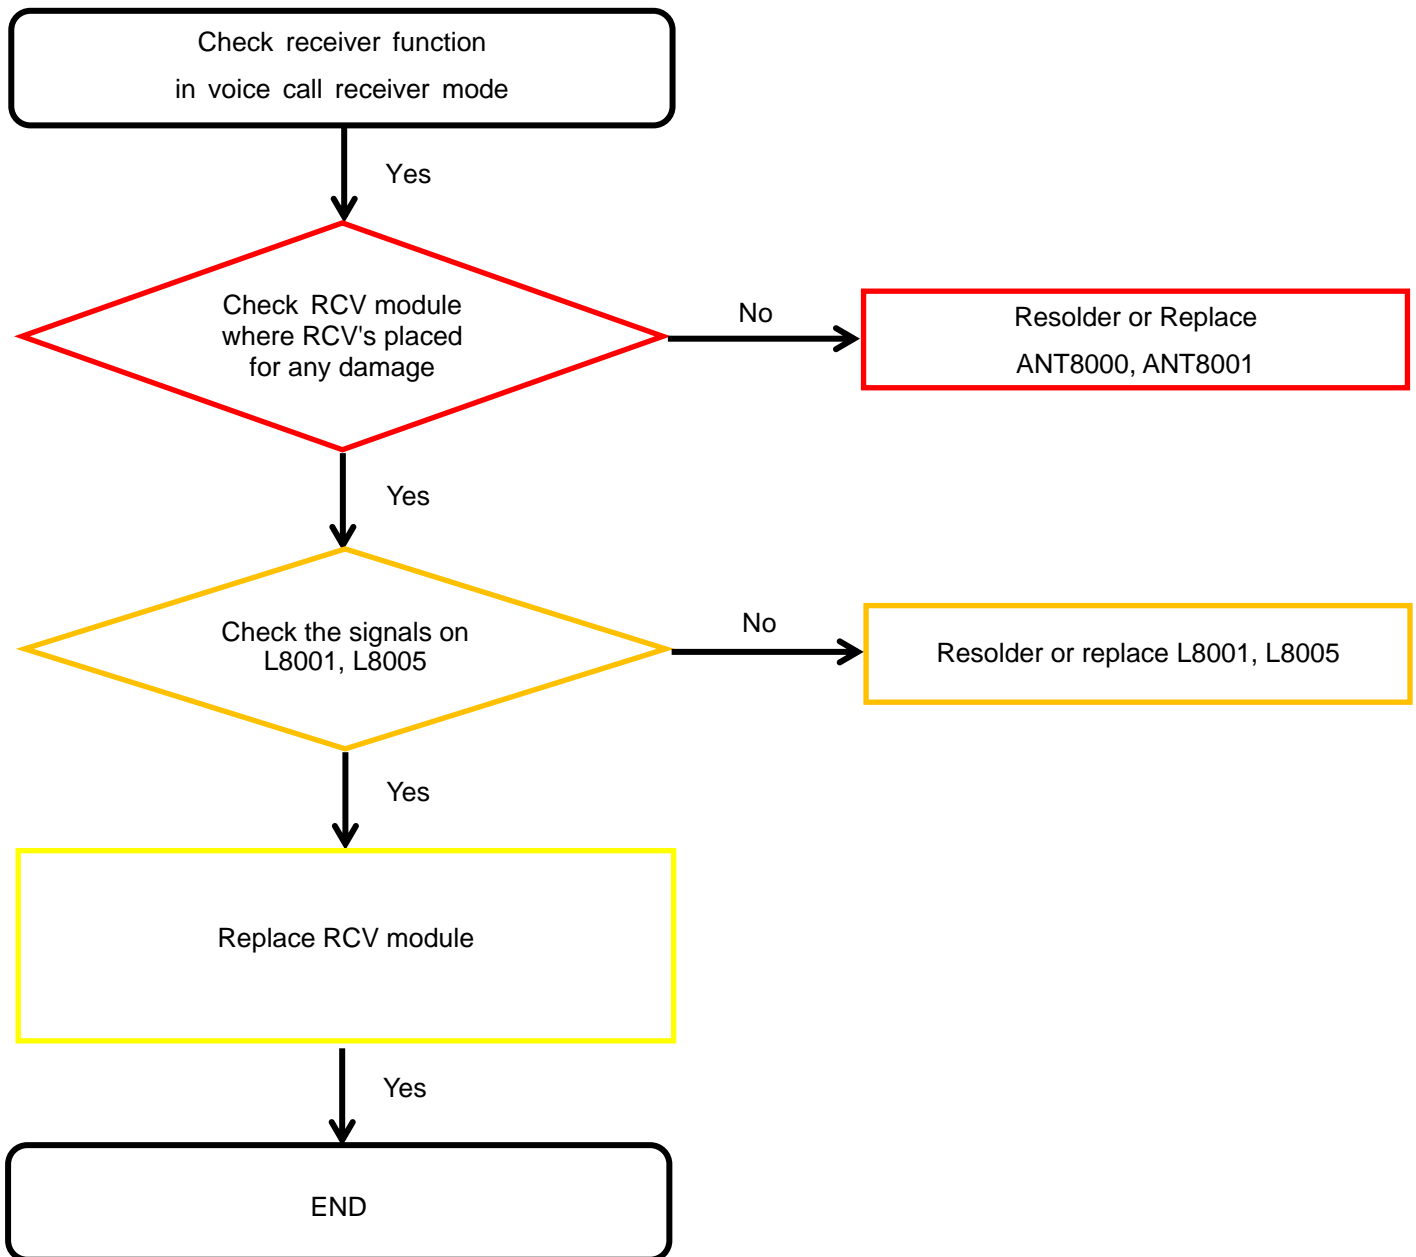 Check receiver function
in voice call receiver mode
Yes
Check RCV module
where RCV's placed
for any damage
No
Resolder or Replace
ANT8000, ANT8001
Yes
Check the signals on
L8001, L8005
No
Resolder or replace L8001, L8005
Yes
Replace RCV module
Yes
END